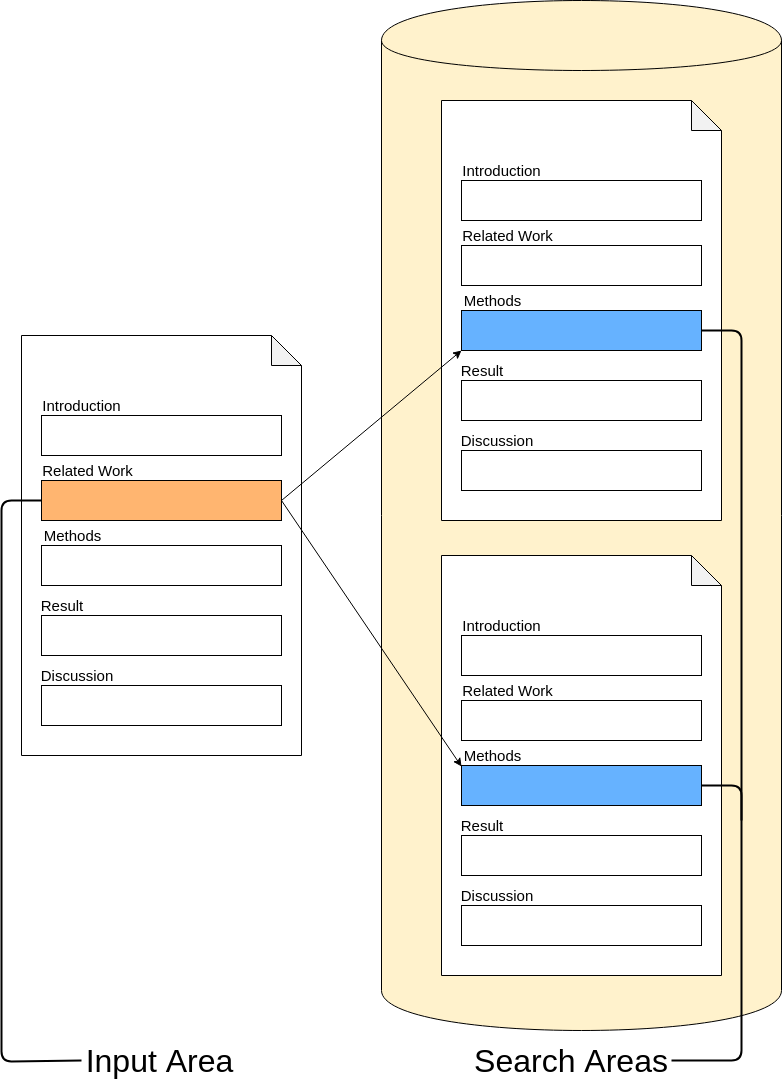 Introduction
Related Work
Methods
Result
Discussion
Introduction
Related Work
Methods
Result
Discussion
Introduction
Related Work
Methods
Result
Discussion
Input Area
Search Areas